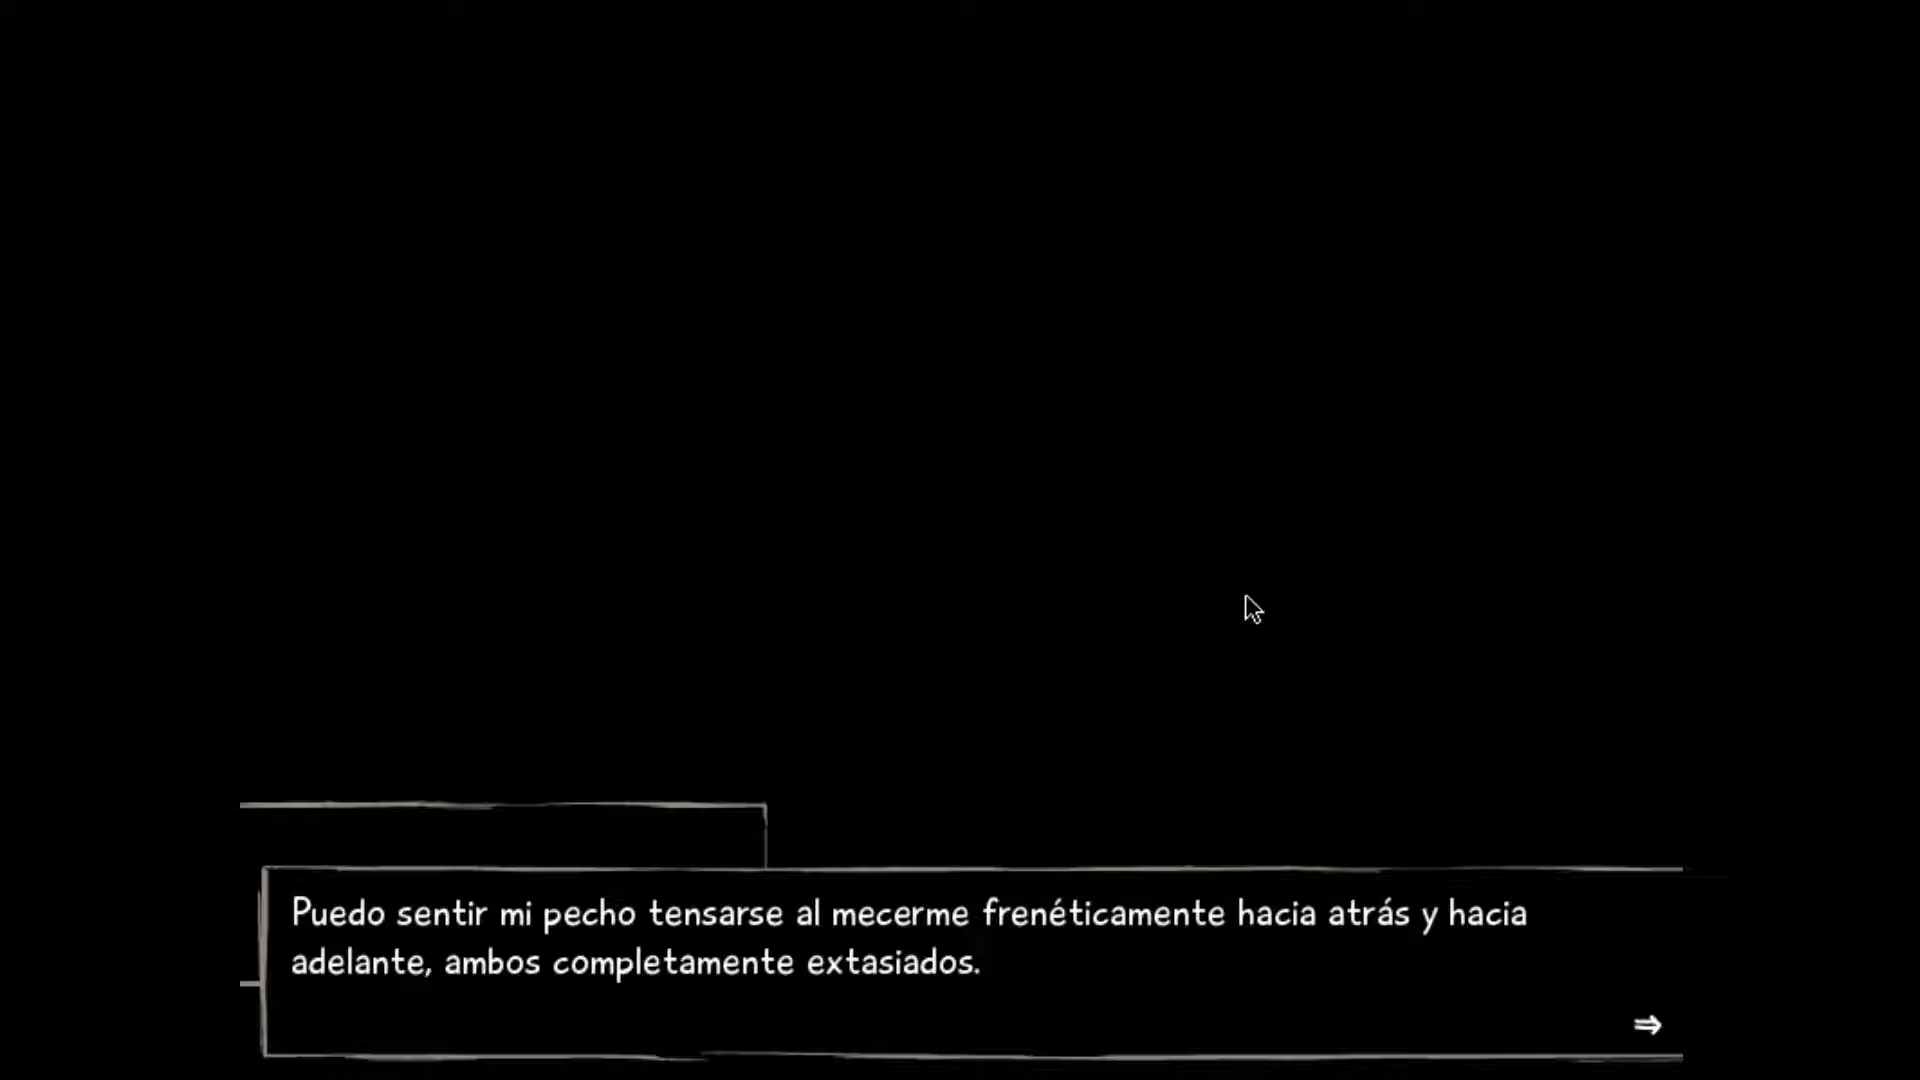 Puedo sentir mi pecho tensarse al mecerme frenéticamente hacia atrás y hacia
adelante, ambos completamente extasiados.